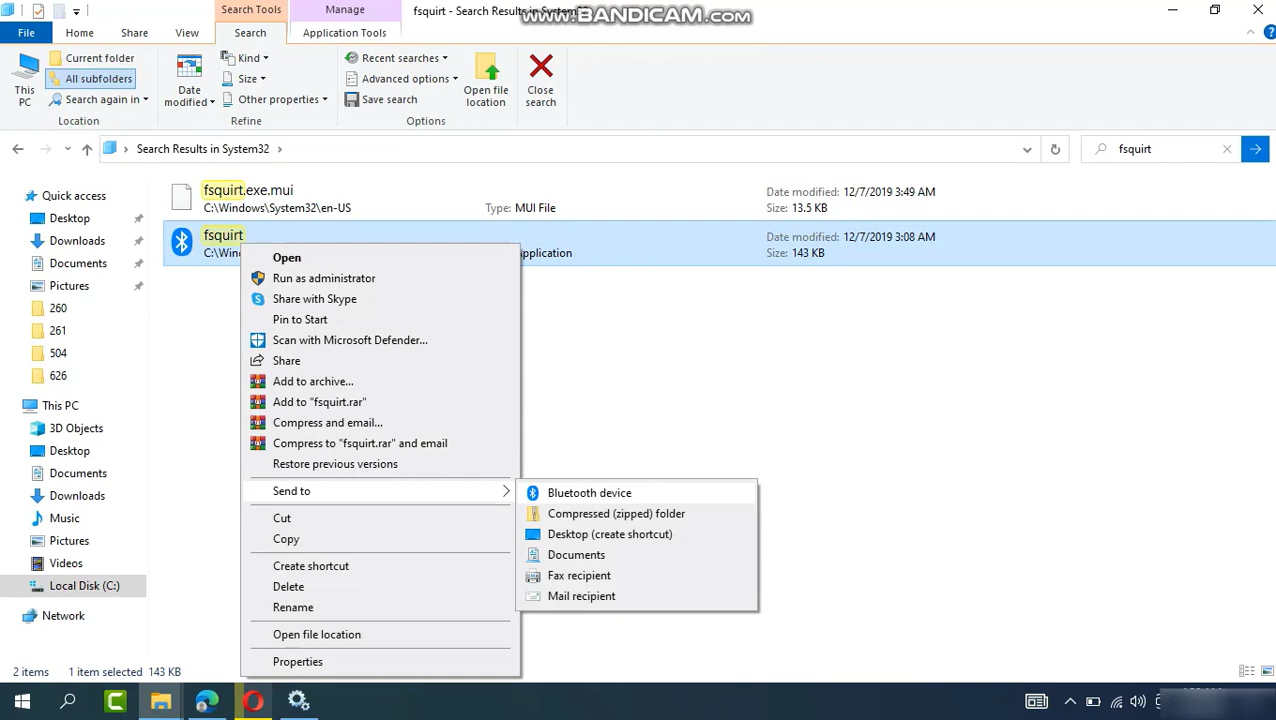 Search Tools
Manage
fsquirt - Search Results in System32
www.BANDICAM.com
File
Home
Share
View
Search
Application Tools
This PC
Current folder
All subfolders
Search again in
Location
Date modified
Kind
Size
Other properties
Refine
Recent searches
Advanced options
Save search
Options
Open file location
Close search
Search Results in System32
fsquirt
Quick access
Desktop
Downloads
Documents
Pictures
260
261
504
626
This PC
3D Objects
Desktop
Documents
Downloads
Music
Pictures
Videos
Local Disk (C:)
Network
fsquirt.exe.mui
C:\Windows\System32\en-US
Type: MUI File
Date modified: 12/7/2019 3:49 AM
Size: 13.5 KB
fsquirt
Date modified: 12/7/2019 3:08 AM
Size: 143 KB
Open
Run as administrator
Share with Skype
Pin to Start
Scan with Microsoft Defender...
Share
Add to archive...
Add to "fsquirt.rar"
Compress and email...
Compress to "fsquirt.rar" and email
Restore previous versions
Send to
Cut
Copy
Create shortcut
Delete
Rename
Open file location
Properties
Bluetooth device
Compressed (zipped) folder
Desktop (create shortcut)
Documents
Fax recipient
Mail recipient
2 items
1 item selected 143 KB